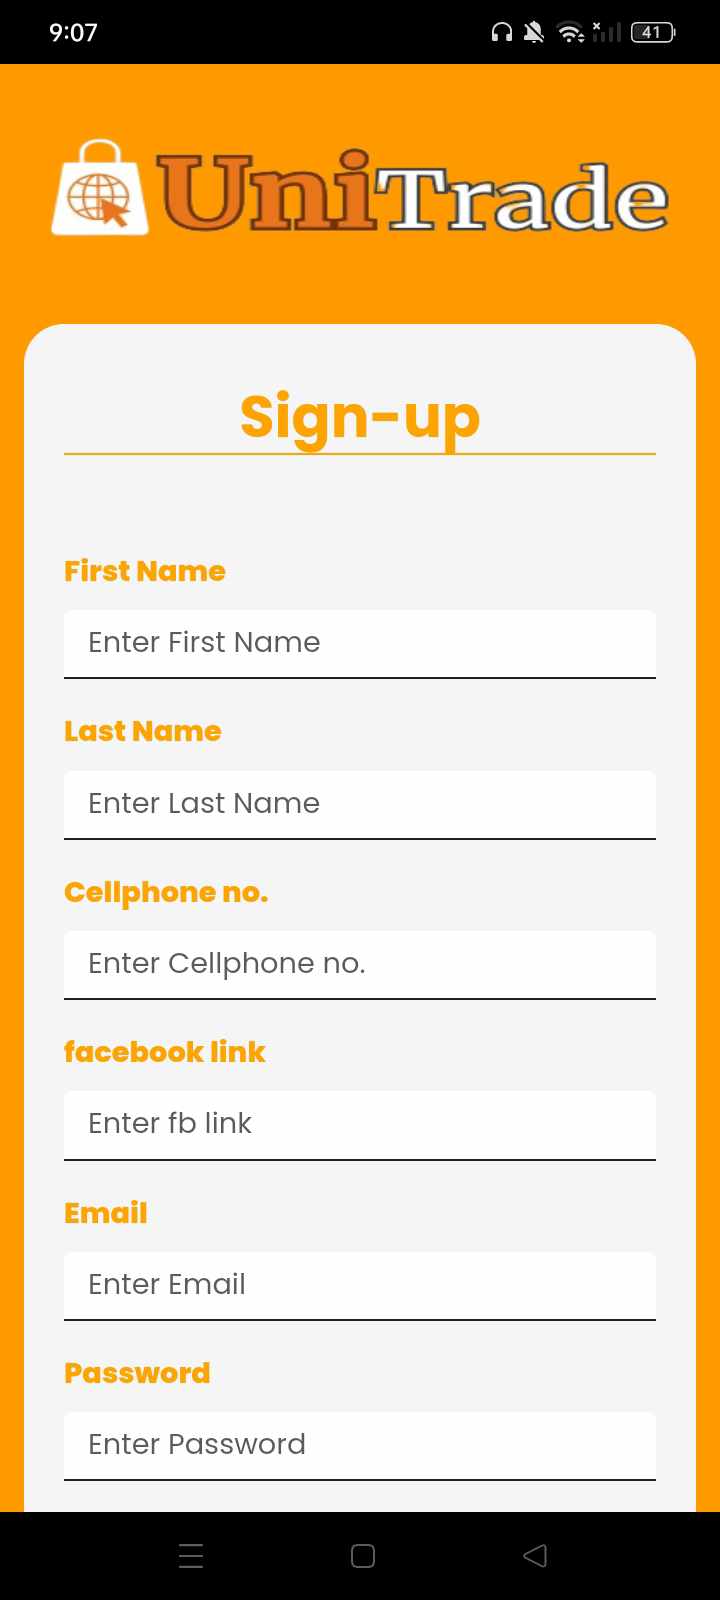 9:07
41
UniTrade
Sign-up
First Name
Enter First Name
Last Name
Enter Last Name
Cellphone no.
Enter Cellphone no.
facebook link
Enter fb link
Email
Enter Email
Password
Enter Password